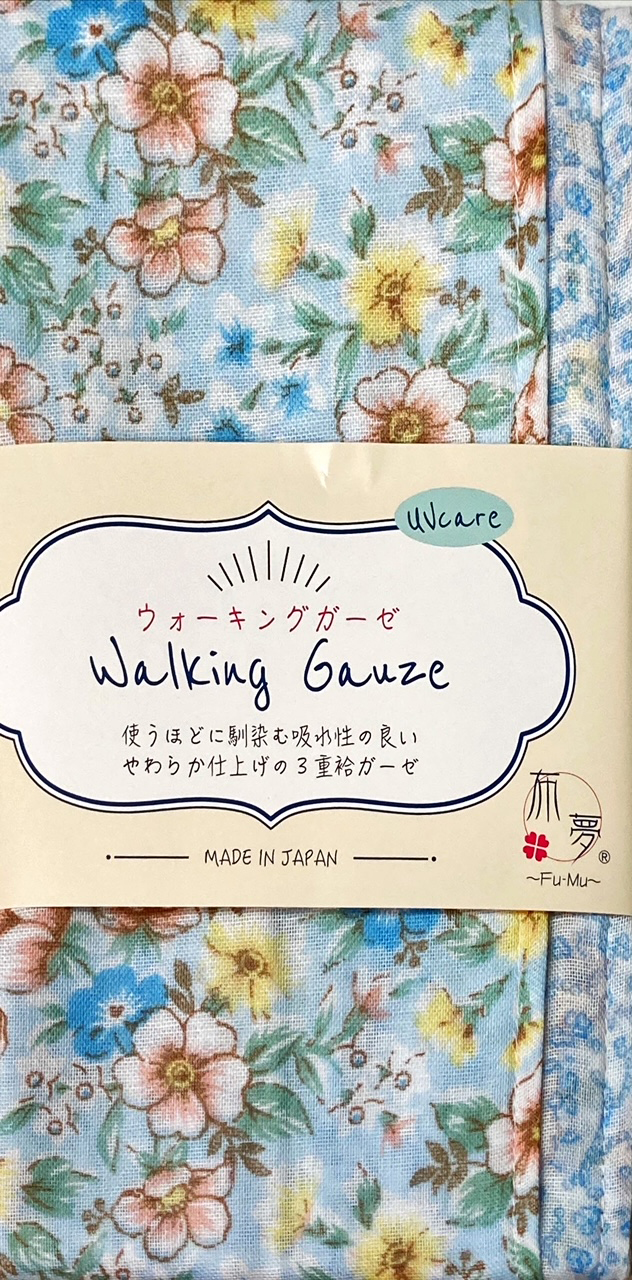 UVcare
ウォーキングガーゼ
Walking Gauze
使うほどに馴染む吸水性の良い
やわらか仕上げの3重袷ガーゼ
MADE IN JAPAN
布夢®
~Fu-Mu~